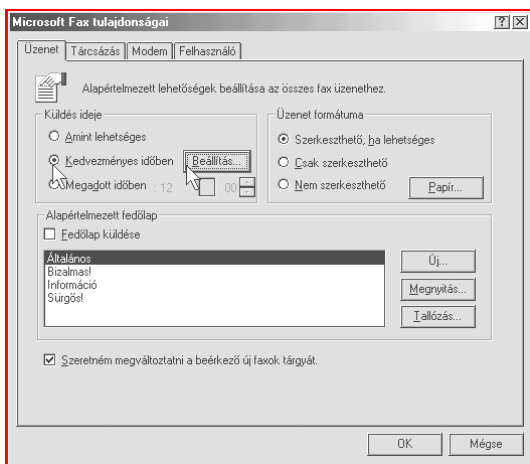 Microsoft Fax tulajdonságai
Üzenet Tárcsázás Modem Felhasználó
Alapértelmezett lehetőségek beállítása az összes fax üzenethez.
Küldés ideje
Amint lehetséges
Kedvezményes időben Beállítás...
Megadott időben : 12 00
Üzenet formátuma
Szerkeszthető, ha lehetséges
Csak szerkeszthető
Nem szerkeszthető Papír...
Alapértelmezett fedőlap
Fedőlap küldése
Általános
Bizalmas!
Információ
Sürgős!
Új...
Megnyitás...
Tallózás...
Szeretném megváltoztatni a beérkező új faxok tárgyát.
OK Mégse